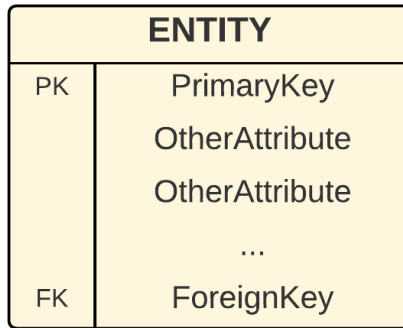 ENTITY
PK PrimaryKey
OtherAttribute
OtherAttribute
...
FK ForeignKey